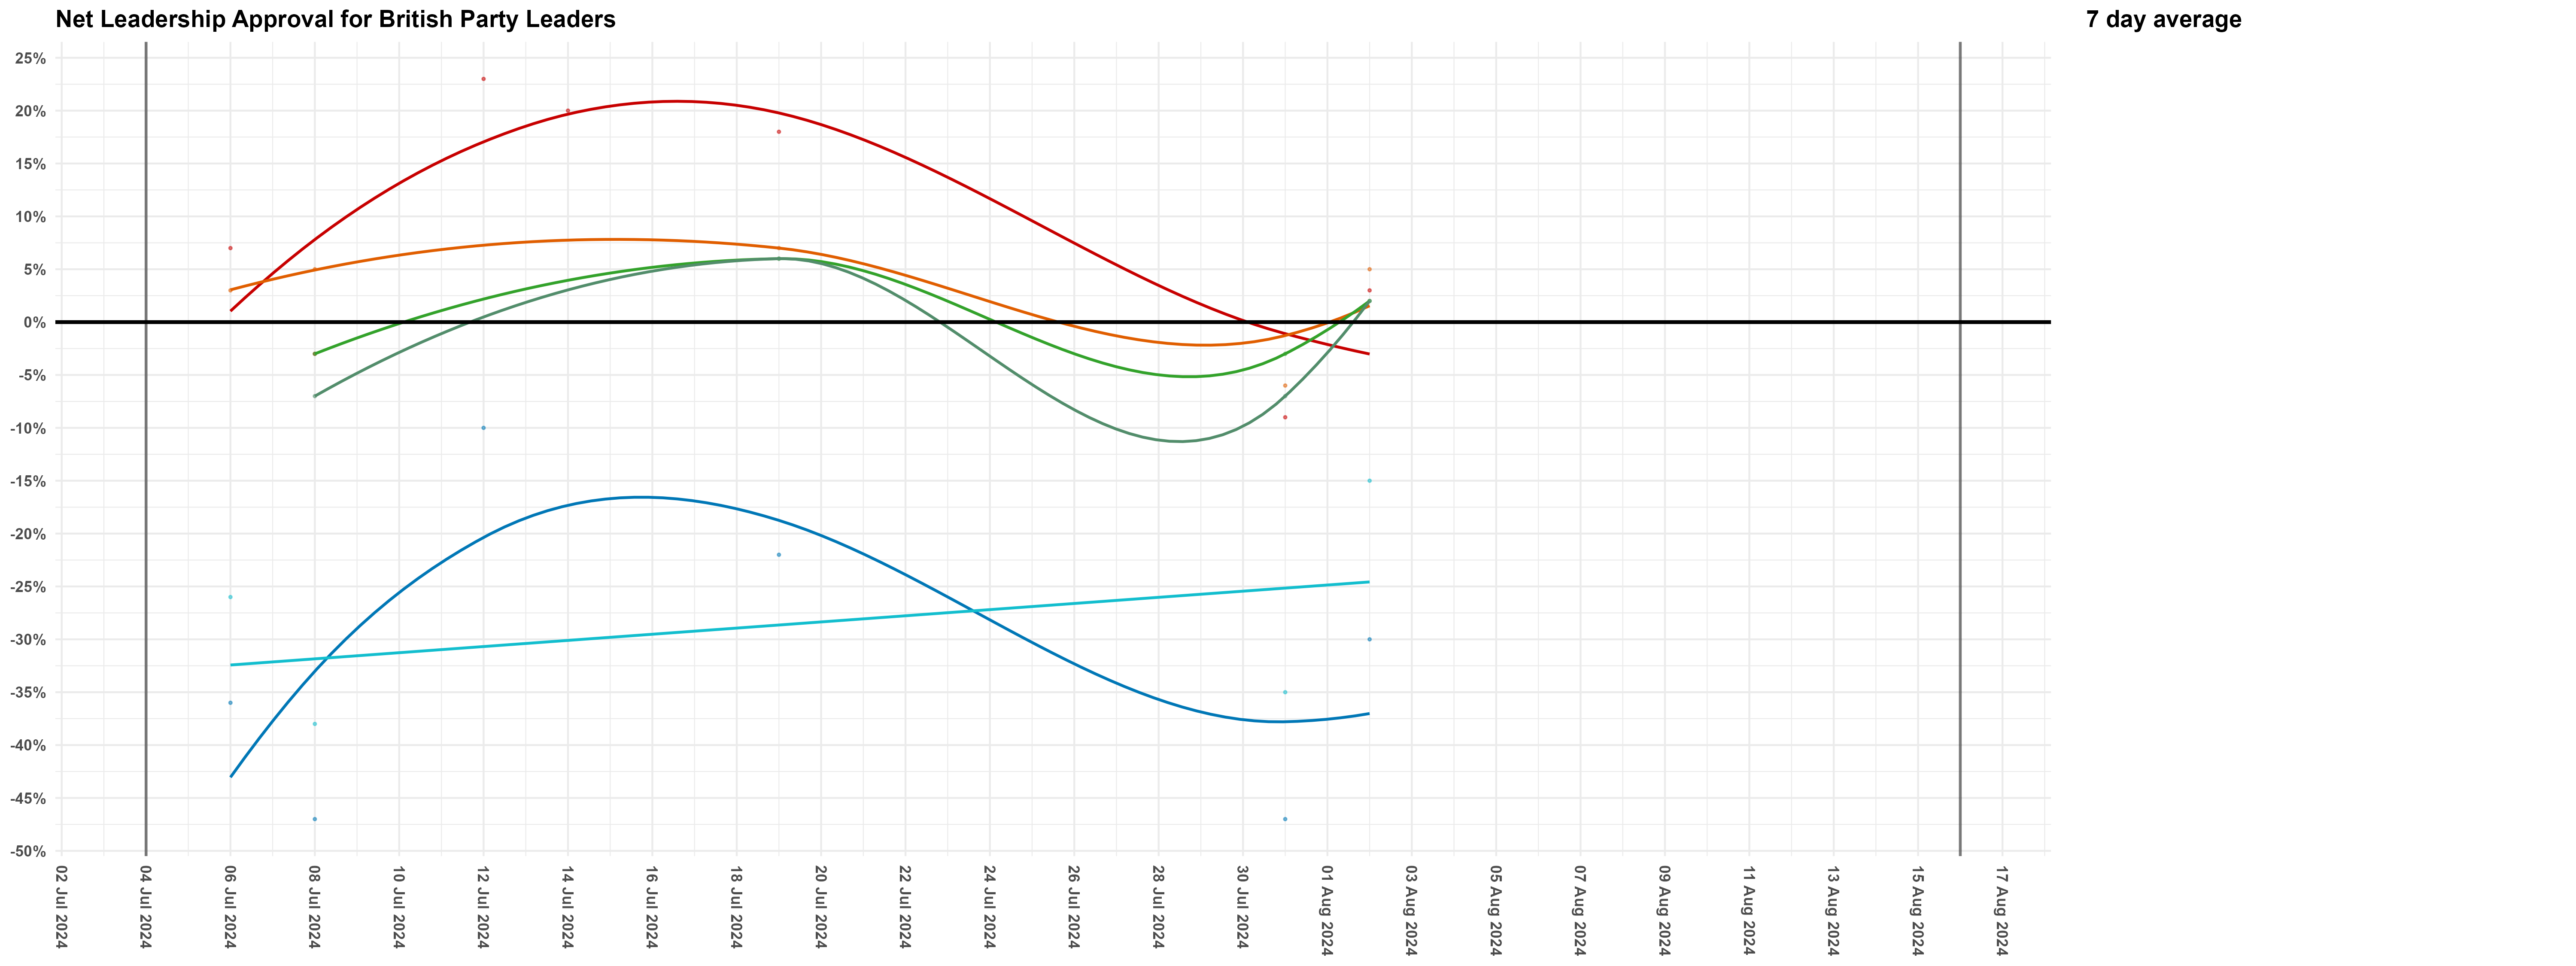 Net Leadership Approval for British Party Leaders
7 day average
25%
20%
15%
10%
5%
0%
-5%
-10%
-15%
-20%
-25%
-30%
-35%
-40%
-45%
-50%
02 Jul 2024
04 Jul 2024
06 Jul 2024
08 Jul 2024
10 Jul 2024
12 Jul 2024
14 Jul 2024
16 Jul 2024
18 Jul 2024
20 Jul 2024
22 Jul 2024
24 Jul 2024
26 Jul 2024
28 Jul 2024
30 Jul 2024
01 Aug 2024
03 Aug 2024
05 Aug 2024
07 Aug 2024
09 Aug 2024
11 Aug 2024
13 Aug 2024
15 Aug 2024
17 Aug 2024